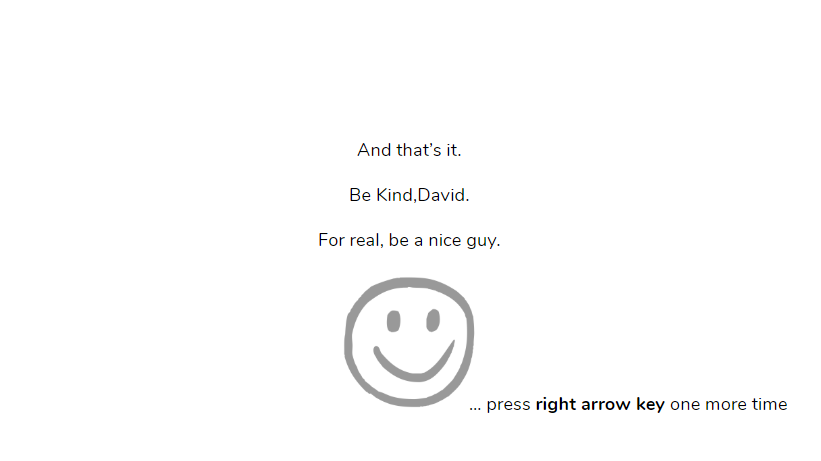 And that’s it.
Be Kind,David.
For real, be a nice guy.
... press right arrow key one more time